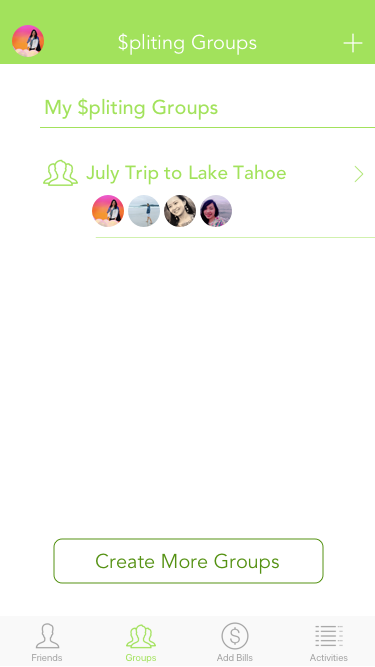 $pliting Groups
My $pliting Groups
July Trip to Lake Tahoe
Create More Groups
Friends
Groups
Add Bills
Activities